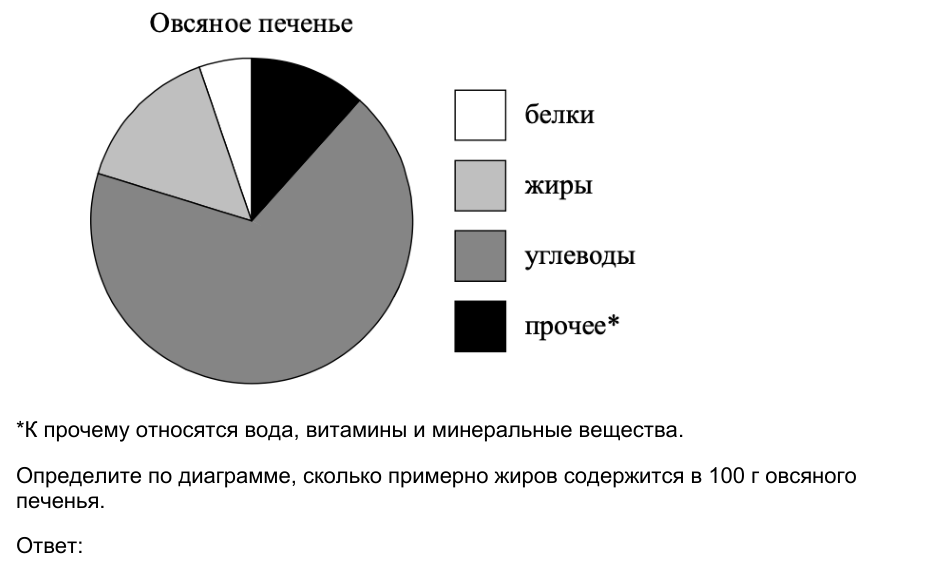 Овсяное печенье
белки
жиры
углеводы
прочее*
*К прочему относятся вода, витамины и минеральные вещества.
Определите по диаграмме, сколько примерно жиров содержится в 100 г овсяного
печенья.
Ответ: